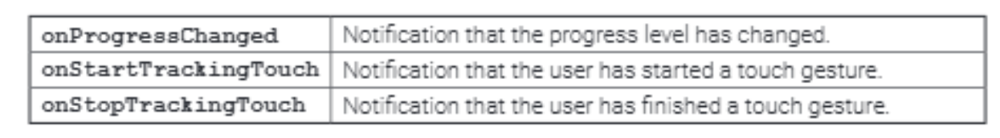 onProgressChanged Notification that the progress level has changed.
onStartTrackingTouch Notification that the user has started a touch gesture.
onStopTrackingTouch Notification that the user has finished a touch gesture.